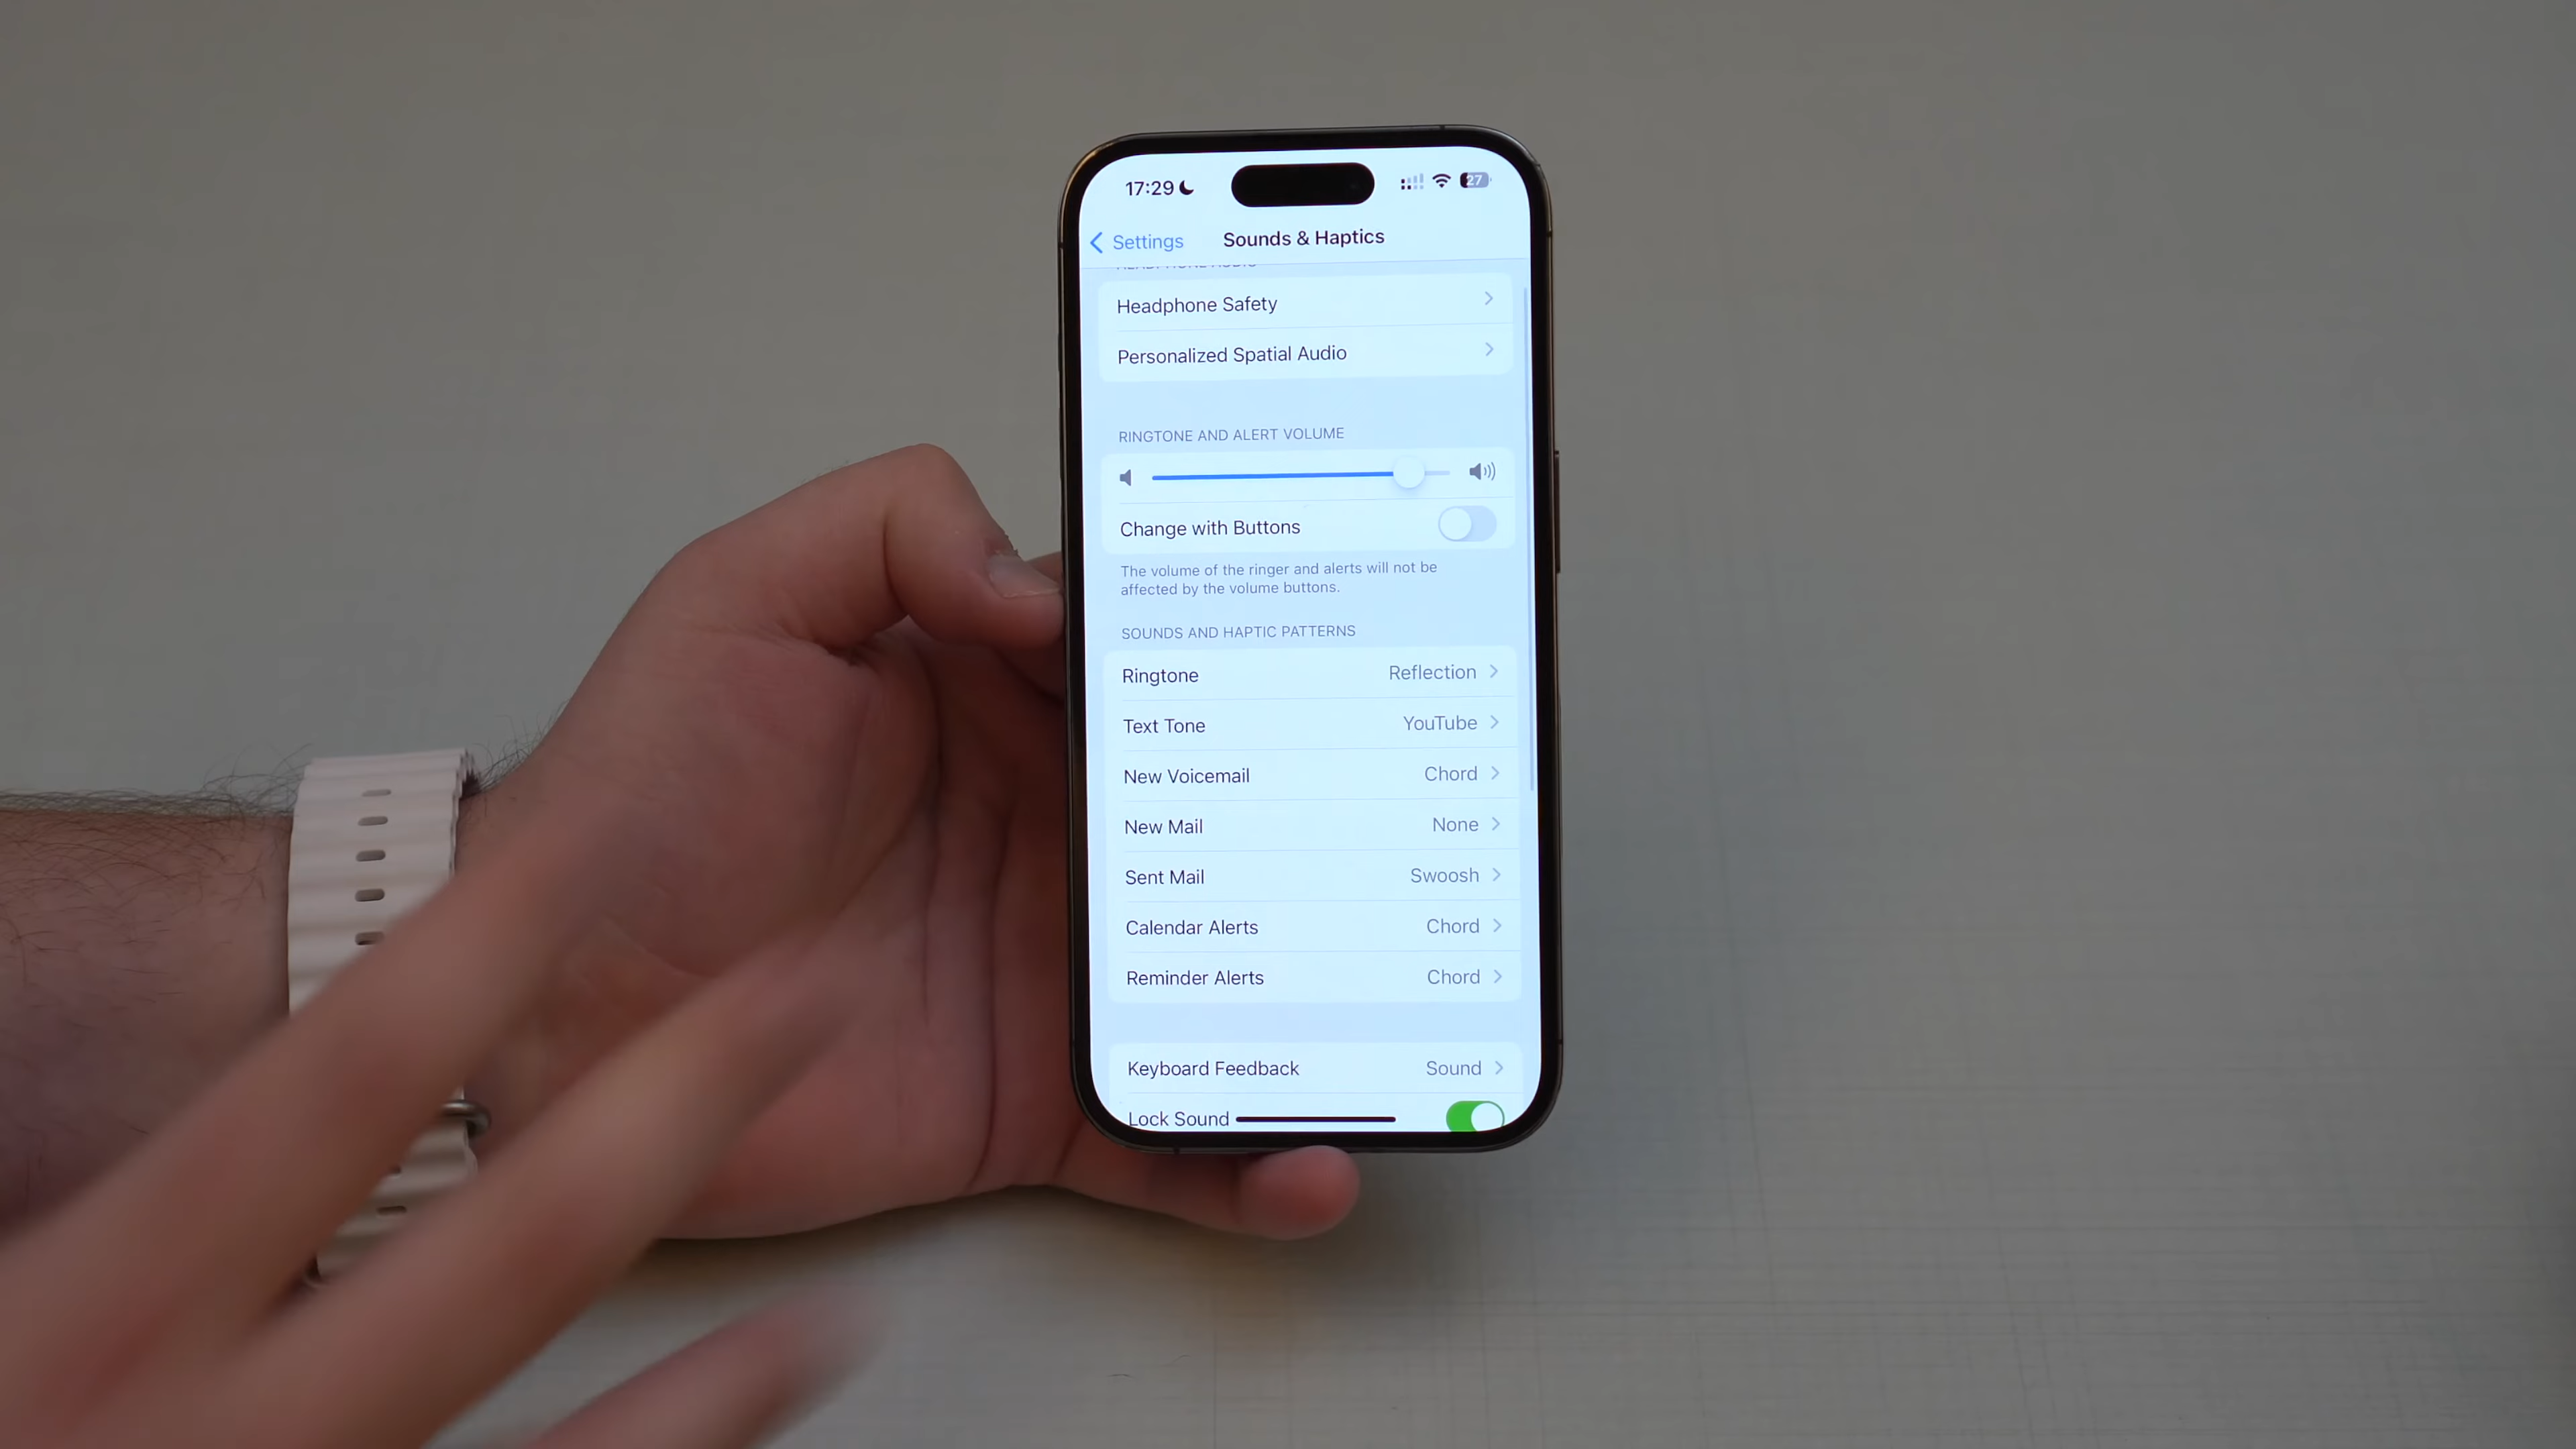 17:29
27
Settings
Sounds & Haptics
HEADPHONE AUDIO
Headphone Safety
Personalized Spatial Audio
RINGTONE AND ALERT VOLUME
Change with Buttons
The volume of the ringer and alerts will not be
affected by the volume buttons.
SOUNDS AND HAPTIC PATTERNS
Ringtone Reflection
Text Tone YouTube
New Voicemail Chord
New Mail None
Sent Mail Swoosh
Calendar Alerts Chord
Reminder Alerts Chord
Keyboard Feedback Sound
Lock Sound